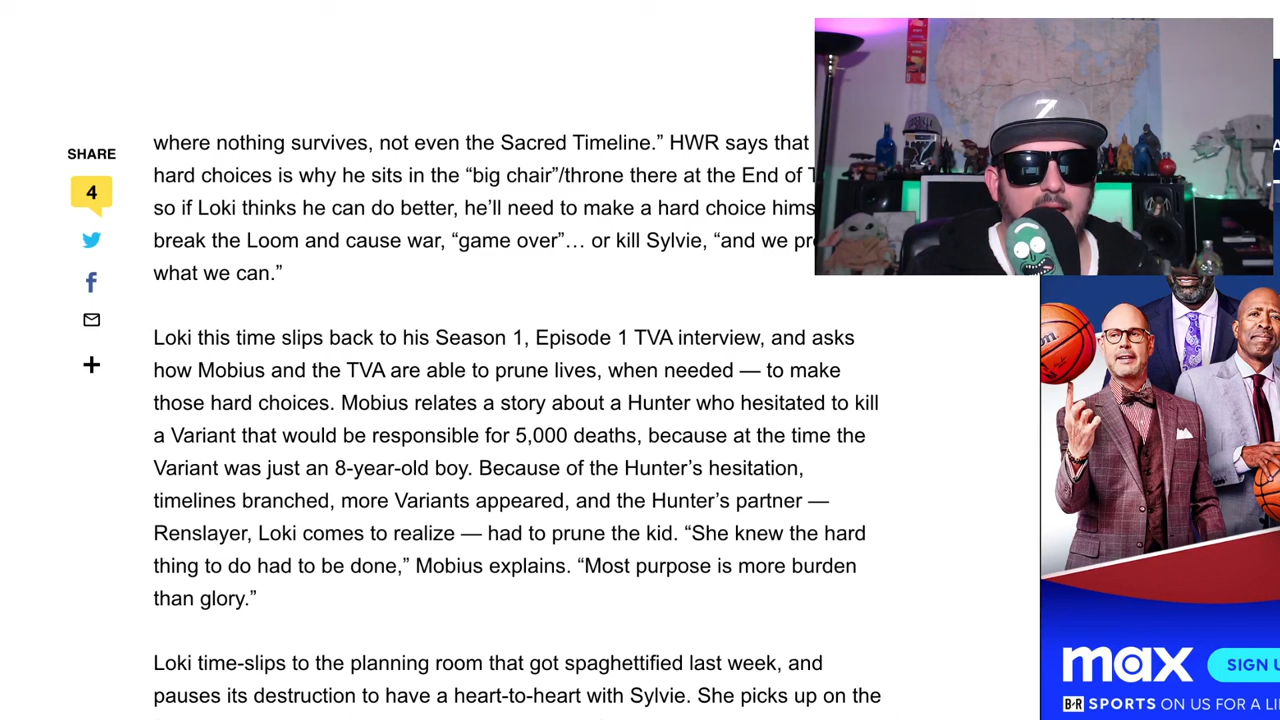 where nothing survives, not even the Sacred Timeline.” HWR says that
SHARE
hard choices is why he sits in the “big chair”/throne there at the End of
4
so if Loki thinks he can do better, he’ll need to make a hard choice
break the Loom and cause war, “game over”… or kill Sylvie, “and we
what we can.”
Loki this time slips back to his Season 1, Episode 1 TVA interview, and asks
how Mobius and the TVA are able to prune lives, when needed — to make
those hard choices. Mobius relates a story about a Hunter who hesitated to kill
a Variant that would be responsible for 5,000 deaths, because at the time the
Variant was just an 8-year-old boy. Because of the Hunter’s hesitation,
timelines branched, more Variants appeared, and the Hunter’s partner —
Renslayer, Loki comes to realize — had to prune the kid. “She knew the hard
thing to do had to be done,” Mobius explains. “Most purpose is more burden
than glory.”
Loki time-slips to the planning room that got spaghettified last week, and
pauses its destruction to have a heart-to-heart with Sylvie. She picks up on the
max
SIGN
B/R SPORTS ON US FOR A